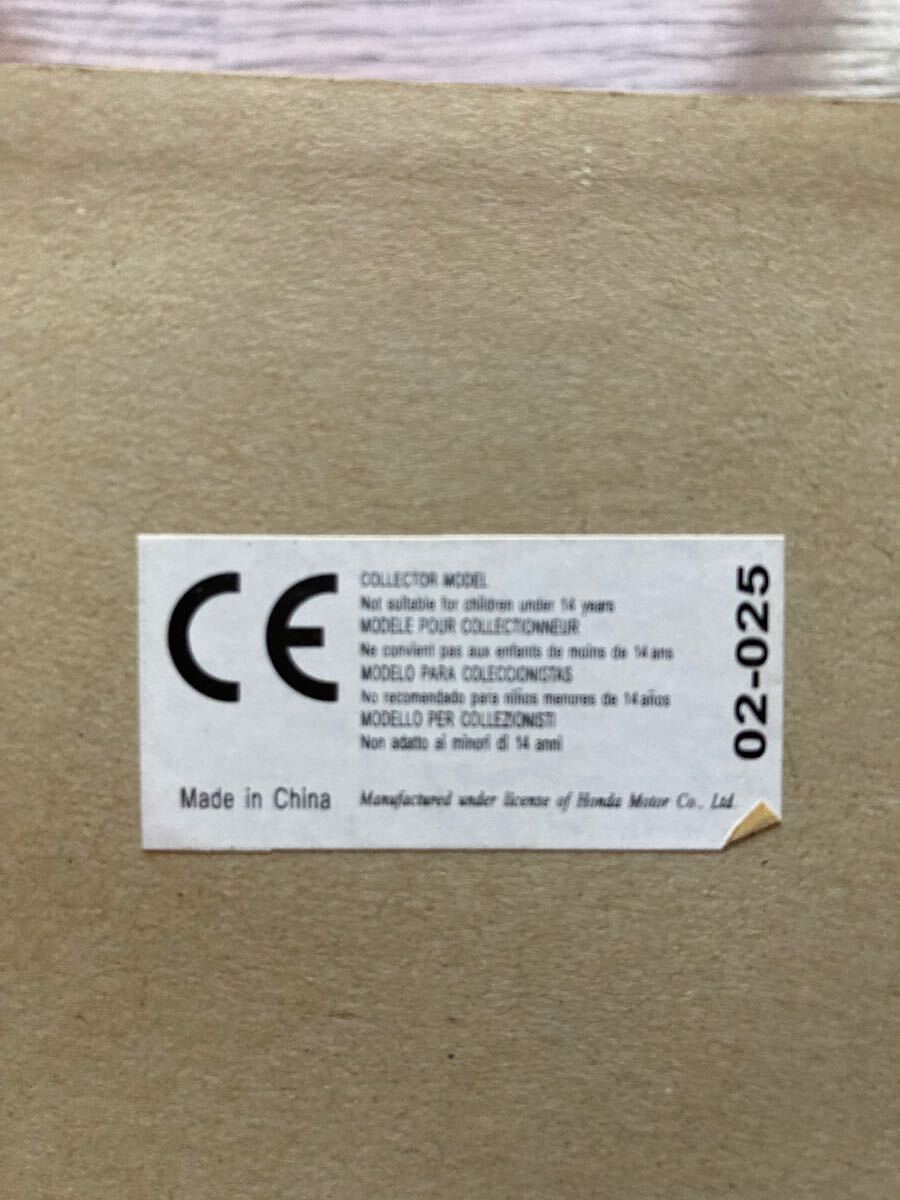 CE
COLLECTOR MODEL
Not suitable for children under 14 years
MODELE POUR COLLECTIONNEUR
Ne convient pas aux enfants de moins de 14 ans
MODELO PARA COLECCIONISTAS
No recomendado para niños menores de 14 años
MODELLO PER COLLEZIONISTI
Non adatto ai minori di 14 anni
Made in China
Manufactured under license of Honda Motor Co., Ltd.
02-025